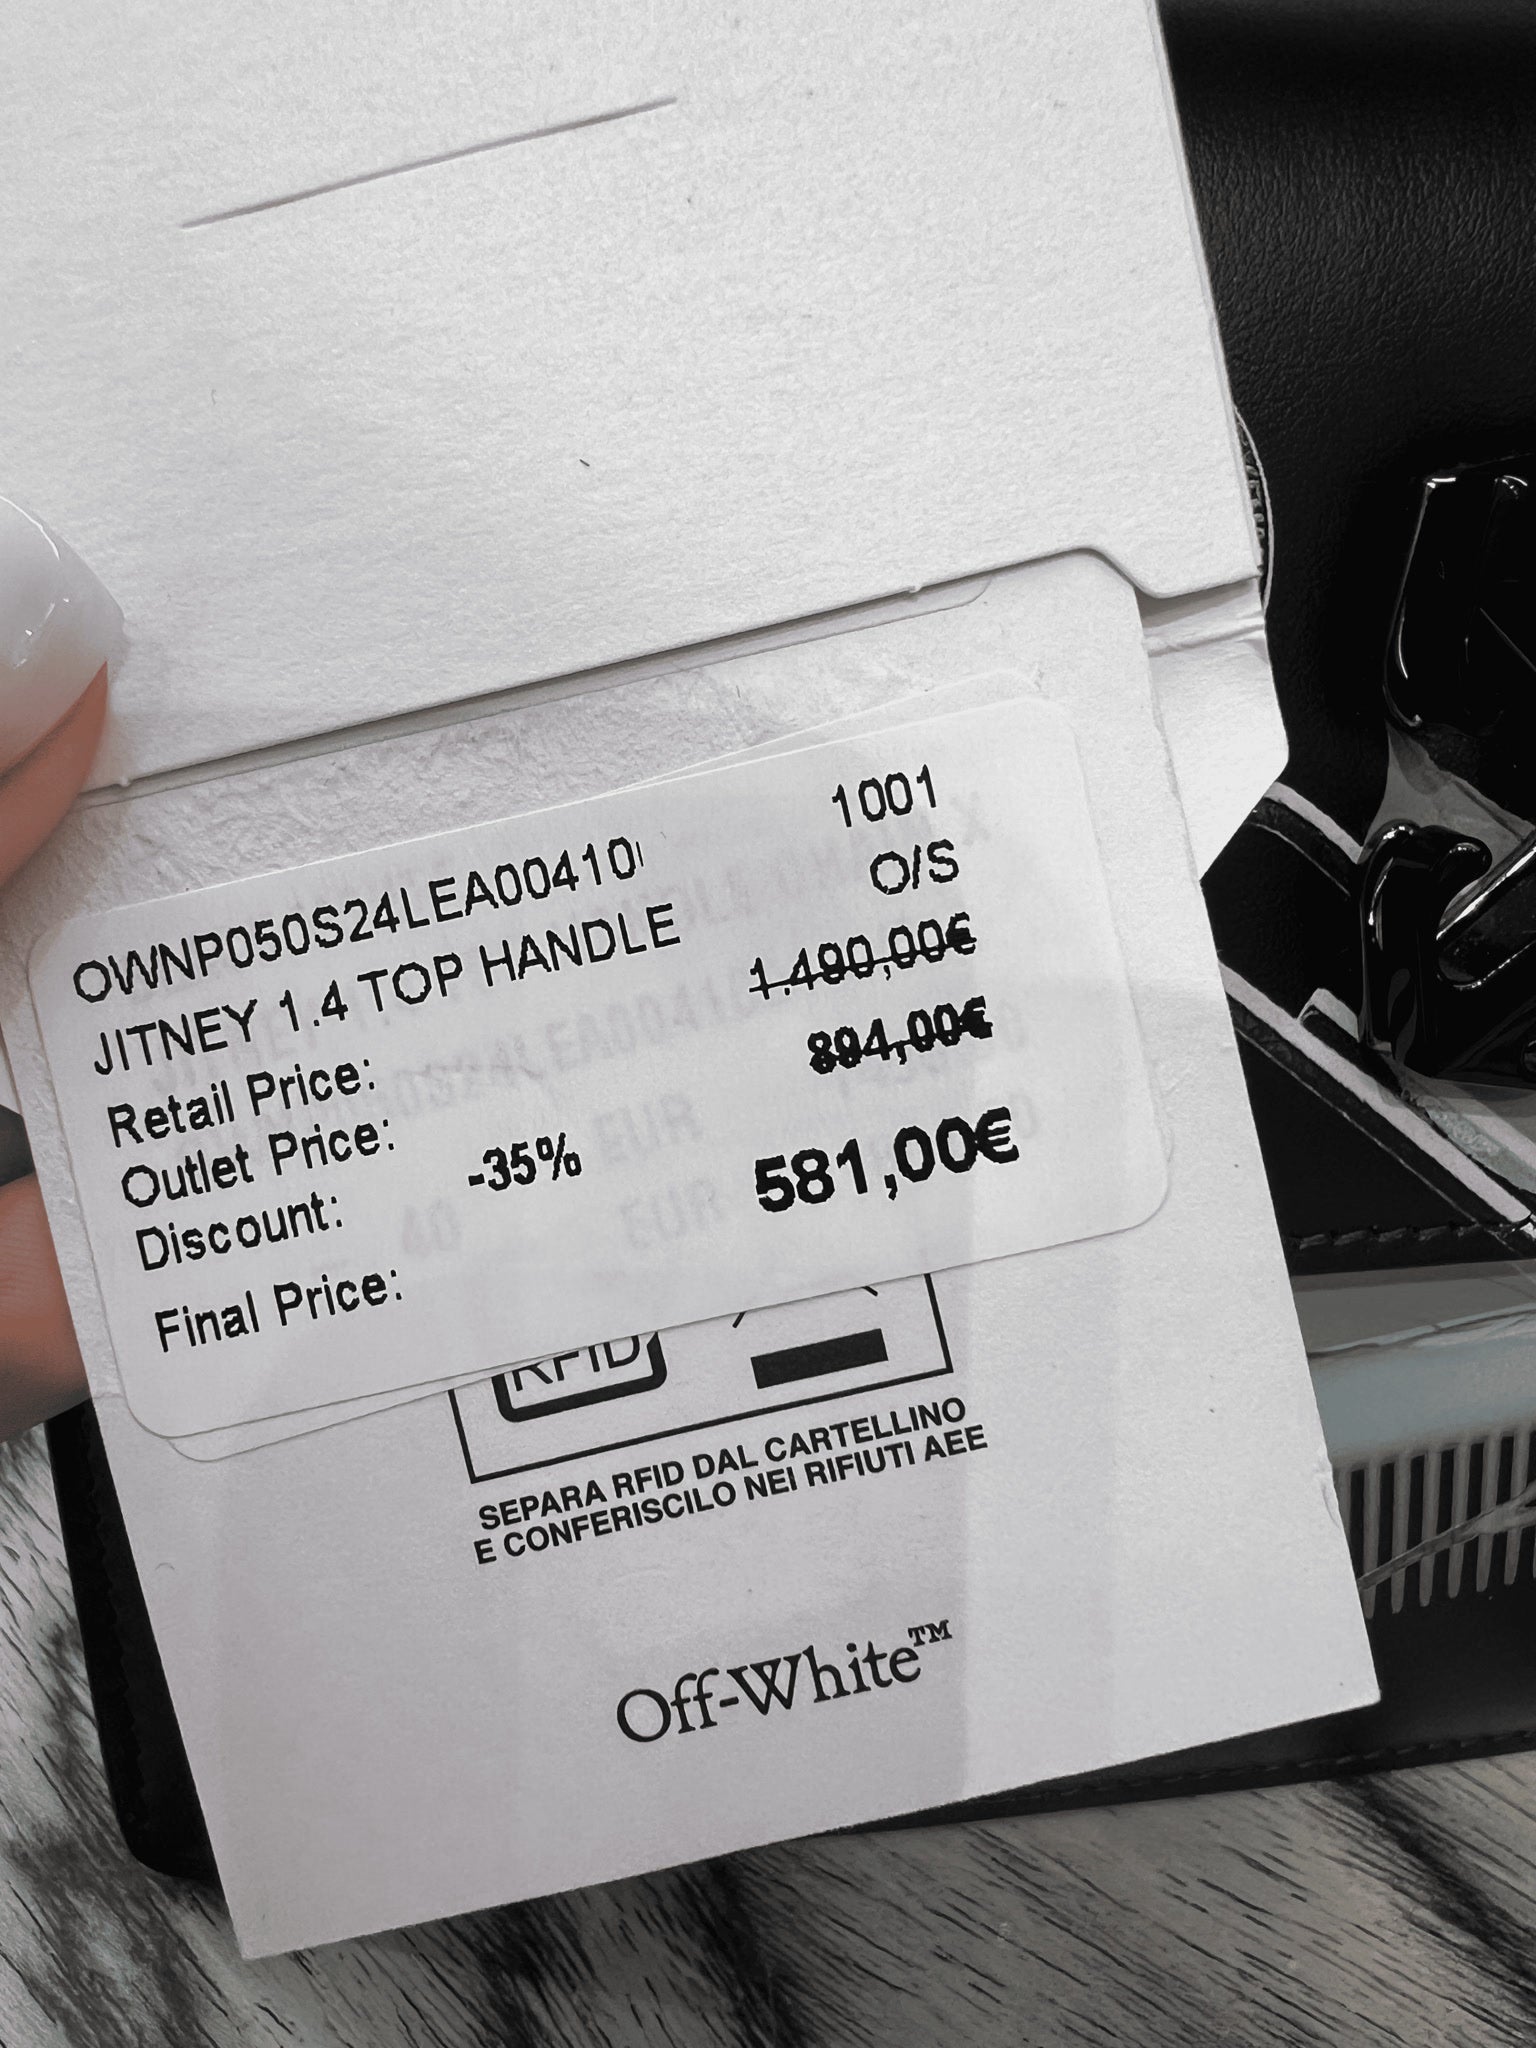 OWNP050S24LEA00410 1001
JITNEY 1.4 TOP HANDLE O/S
Retail Price: 1.490,00€
Outlet Price: 894,00€
Discount: -35%
Final Price: 581,00€
RFID
SEPARA RFID DAL CARTELLINO
E CONFERISCILO NEI RIFIUTI AEE
Off-White™